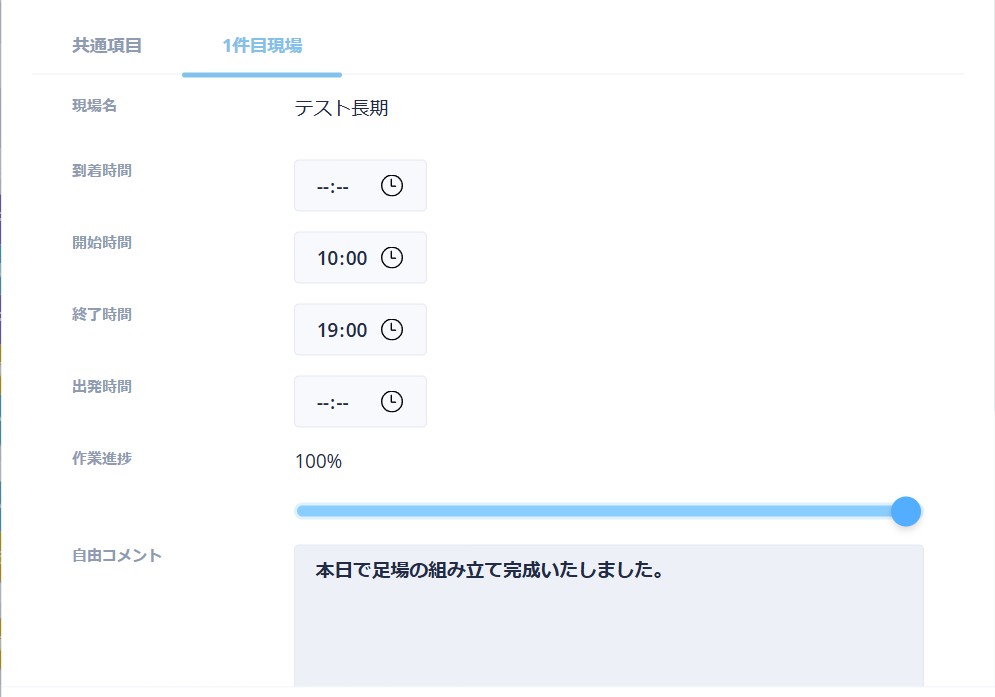 共通項目 1件目現場
現場名 テスト長期
到着時間 --:--
開始時間 10:00
終了時間 19:00
出発時間 --:--
作業進捗 100%
自由コメント 本日で足場の組み立て完成いたしました。